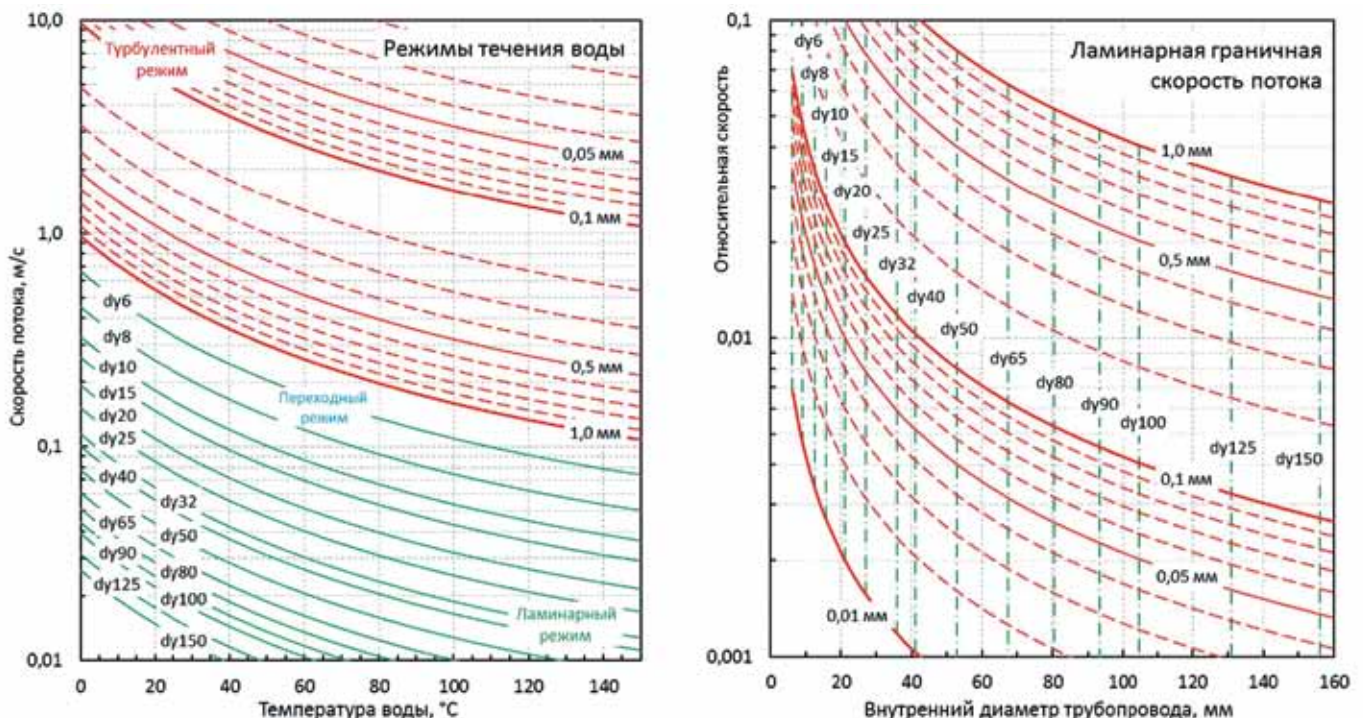 Режимы течения воды
Турбулентный
режим
10,0
1,0
0,1
0,01
Скорость потока, м/с
0,05 мм
0,1 мм
0,5 мм
1,0 мм
Переходный
режим
Ламинарный
режим
dy6
dy8
dy10
dy15
dy20
dy25
dy40
dy32
dy65
dy50
dy90
dy80
dy125
dy100
dy150
0 20 40 60 80 100 120 140
Температура воды, °C
Ламинарная граничная
скорость потока
0,1
0,01
0,001
Относительная скорость
dy6
dy8
dy10
dy15
dy20
dy25
dy32
dy40
dy50
dy65
dy80
dy90
dy100
dy125
dy150
1,0 мм
0,5 мм
0,1 мм
0,05 мм
0,01 мм
0 20 40 60 80 100 120 140 160
Внутренний диаметр трубопровода, мм